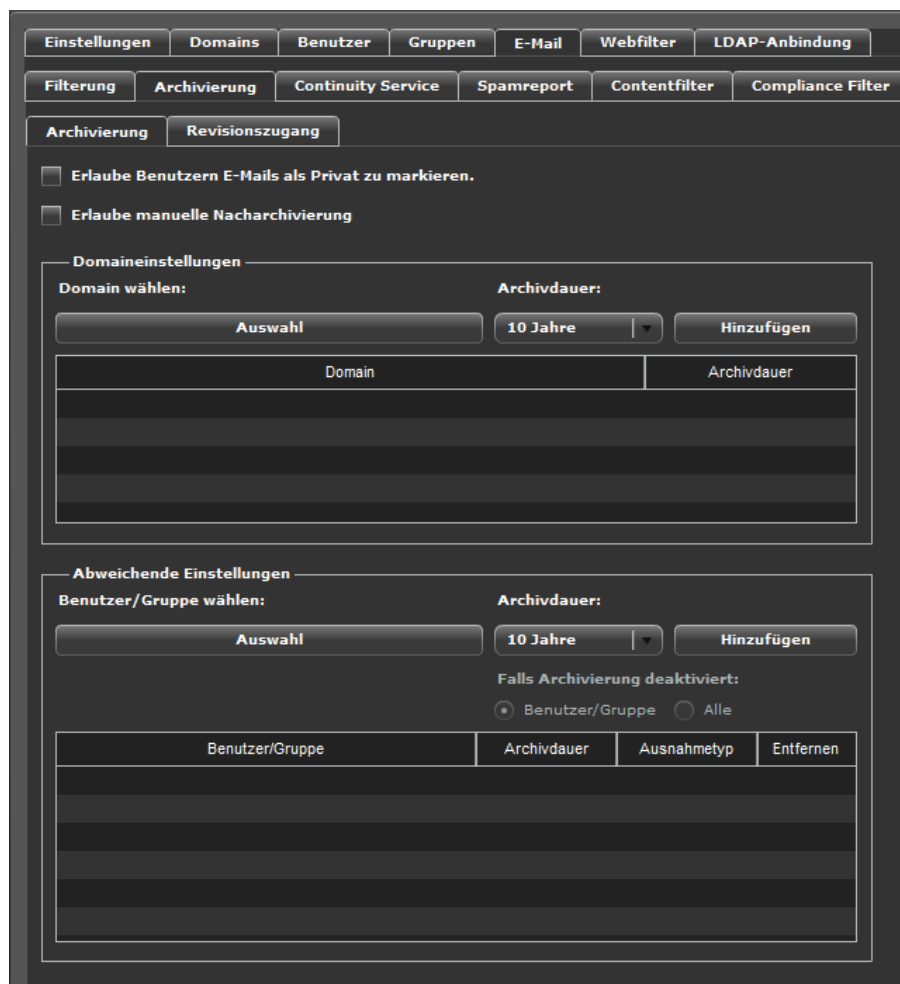 Einstellungen Domains Benutzer Gruppen E-Mail Webfilter LDAP-Anbindung
Filterung Archivierung Continuity Service Spamreport Contentfilter Compliance Filter
Archivierung Revisionszugang
Erlaube Benutzern E-Mails als Privat zu markieren.
Erlaube manuelle Nacharchivierung
Domaineinstellungen
Domain wählen: Archivdauer:
Auswahl 10 Jahre Hinzufügen
Domain Archivdauer
Abweichende Einstellungen
Benutzer/Gruppe wählen: Archivdauer:
Auswahl 10 Jahre Hinzufügen
Falls Archivierung deaktiviert:
Benutzer/Gruppe Alle
Benutzer/Gruppe Archivdauer Ausnahmetyp Entfernen